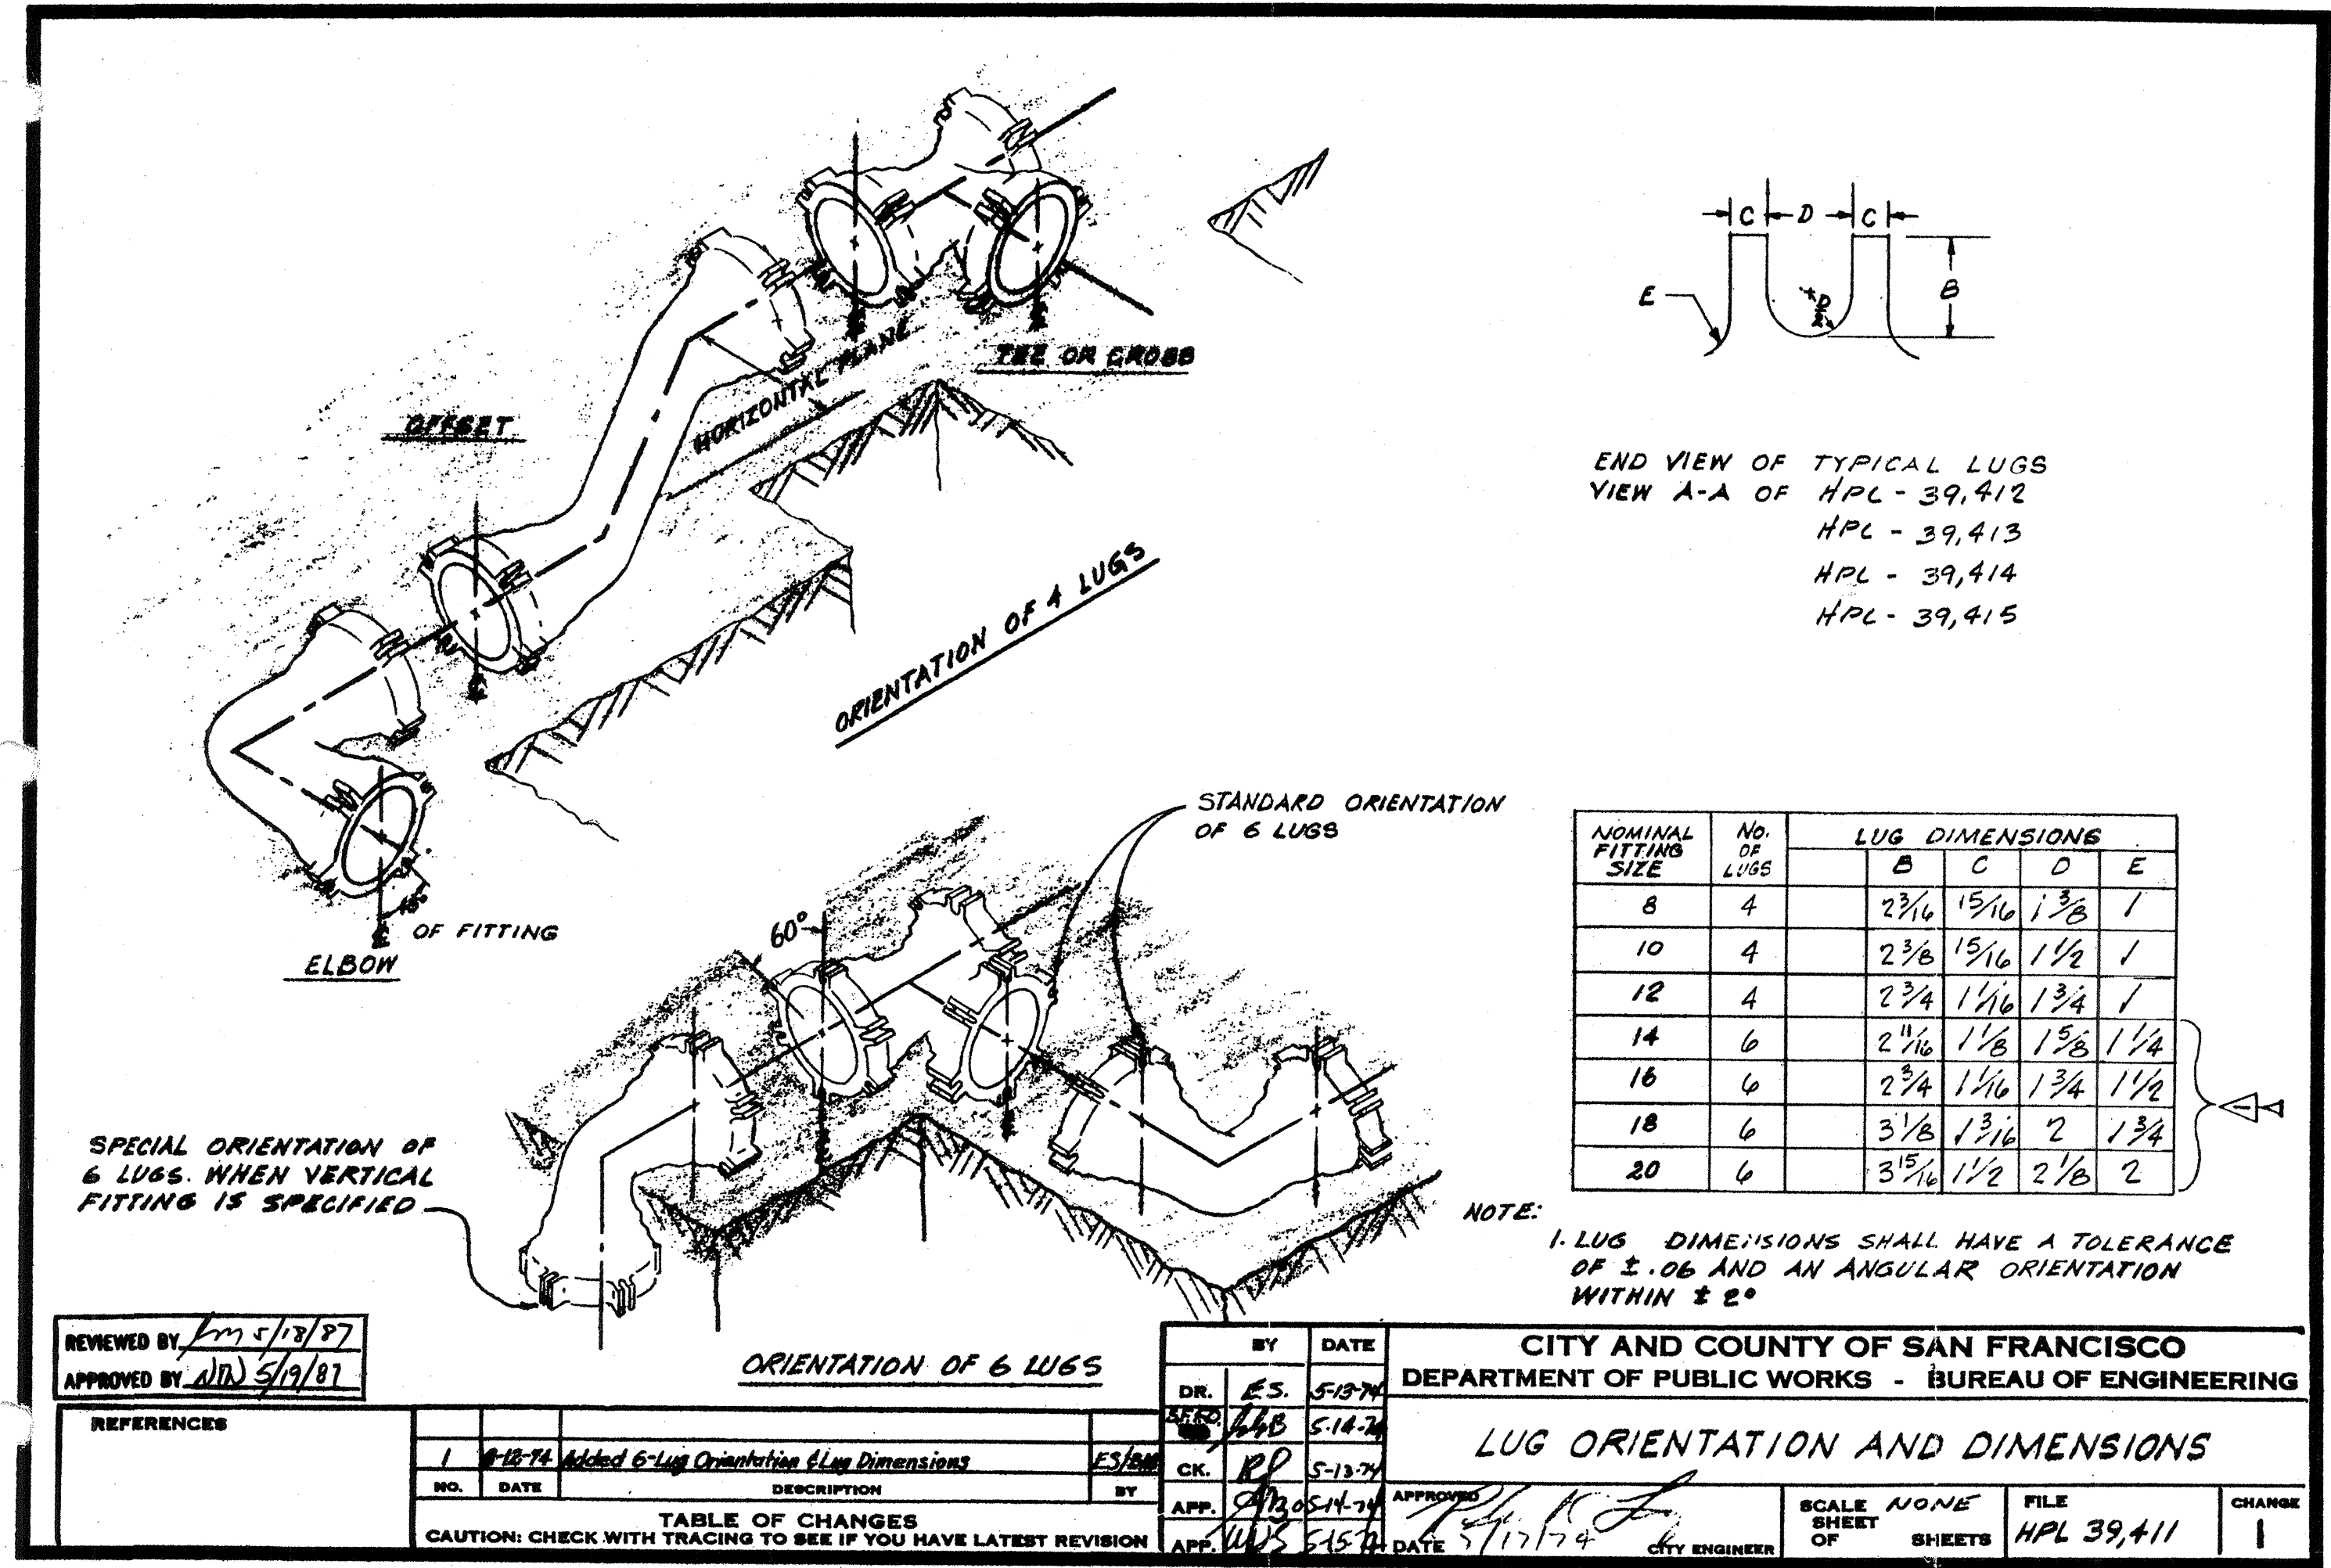 TEE OR CROSS
OFFSET
HORIZONTAL PLANE
ORIENTATION OF 4 LUGS
45°
OF FITTING
ELBOW
C D C
B
E
D/2
END VIEW OF TYPICAL LUGS
VIEW A-A OF HPL - 39,412
HPL - 39,413
HPL - 39,414
HPL - 39,415
STANDARD ORIENTATION
OF 6 LUGS
60°
SPECIAL ORIENTATION OF
6 LUGS. WHEN VERTICAL
FITTING IS SPECIFIED
ORIENTATION OF 6 LUGS
NOMINAL FITTING SIZE NO. OF LUGS LUG DIMENSIONS
B C D E
8 4 2 3/16 15/16 1 3/8 1
10 4 2 3/8 15/16 1 1/2 1
12 4 2 3/4 1 1/16 1 3/4 1
14 6 2 11/16 1 1/8 1 5/8 1 1/4
16 6 2 3/4 1 1/16 1 3/4 1 1/2
18 6 3 1/8 1 3/16 2 1 3/4
20 6 3 15/16 1 1/2 2 1/8 2
1
NOTE:
1. LUG DIMENSIONS SHALL HAVE A TOLERANCE
OF ± .06 AND AN ANGULAR ORIENTATION
WITHIN ± 2°
REVIEWED BY 5/18/87
APPROVED BY 5/19/87
REFERENCES
1 Added 6-Lug Orientation & Lug Dimensions
NO. DATE DESCRIPTION BY
TABLE OF CHANGES
CAUTION: CHECK WITH TRACING TO SEE IF YOU HAVE LATEST REVISION
BY DATE
DR. E.S. 5-13-74
5-14-74
CK. RP 5-13-74
APP. 5-14-74
APP.
CITY AND COUNTY OF SAN FRANCISCO
DEPARTMENT OF PUBLIC WORKS - BUREAU OF ENGINEERING
LUG ORIENTATION AND DIMENSIONS
APPROVED
DATE 5/17/74 CITY ENGINEER
SCALE NONE
SHEET
OF SHEETS
FILE
HPL 39,411
CHANGE
1